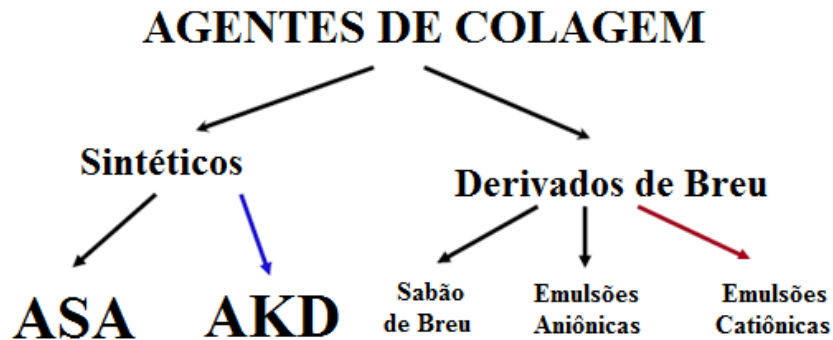 AGENTES DE COLAGEM
Sintéticos
Derivados de Breu
ASA
AKD
Sabão
de Breu
Emulsões
Aniônicas
Emulsões
Catiônicas